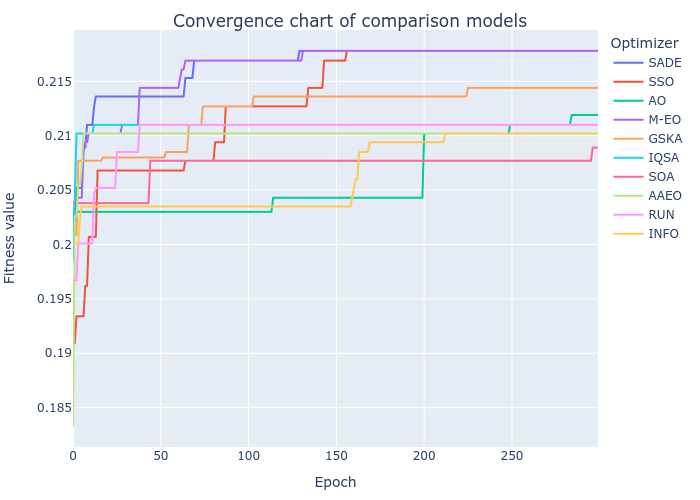 Convergence chart of comparison models
Optimizer
SADE
SSO
AO
M-EO
GSKA
IQSA
SOA
AAEO
RUN
INFO
Fitness value
0.215
0.21
0.205
0.2
0.195
0.19
0.185
0
50
100
150
200
250
Epoch